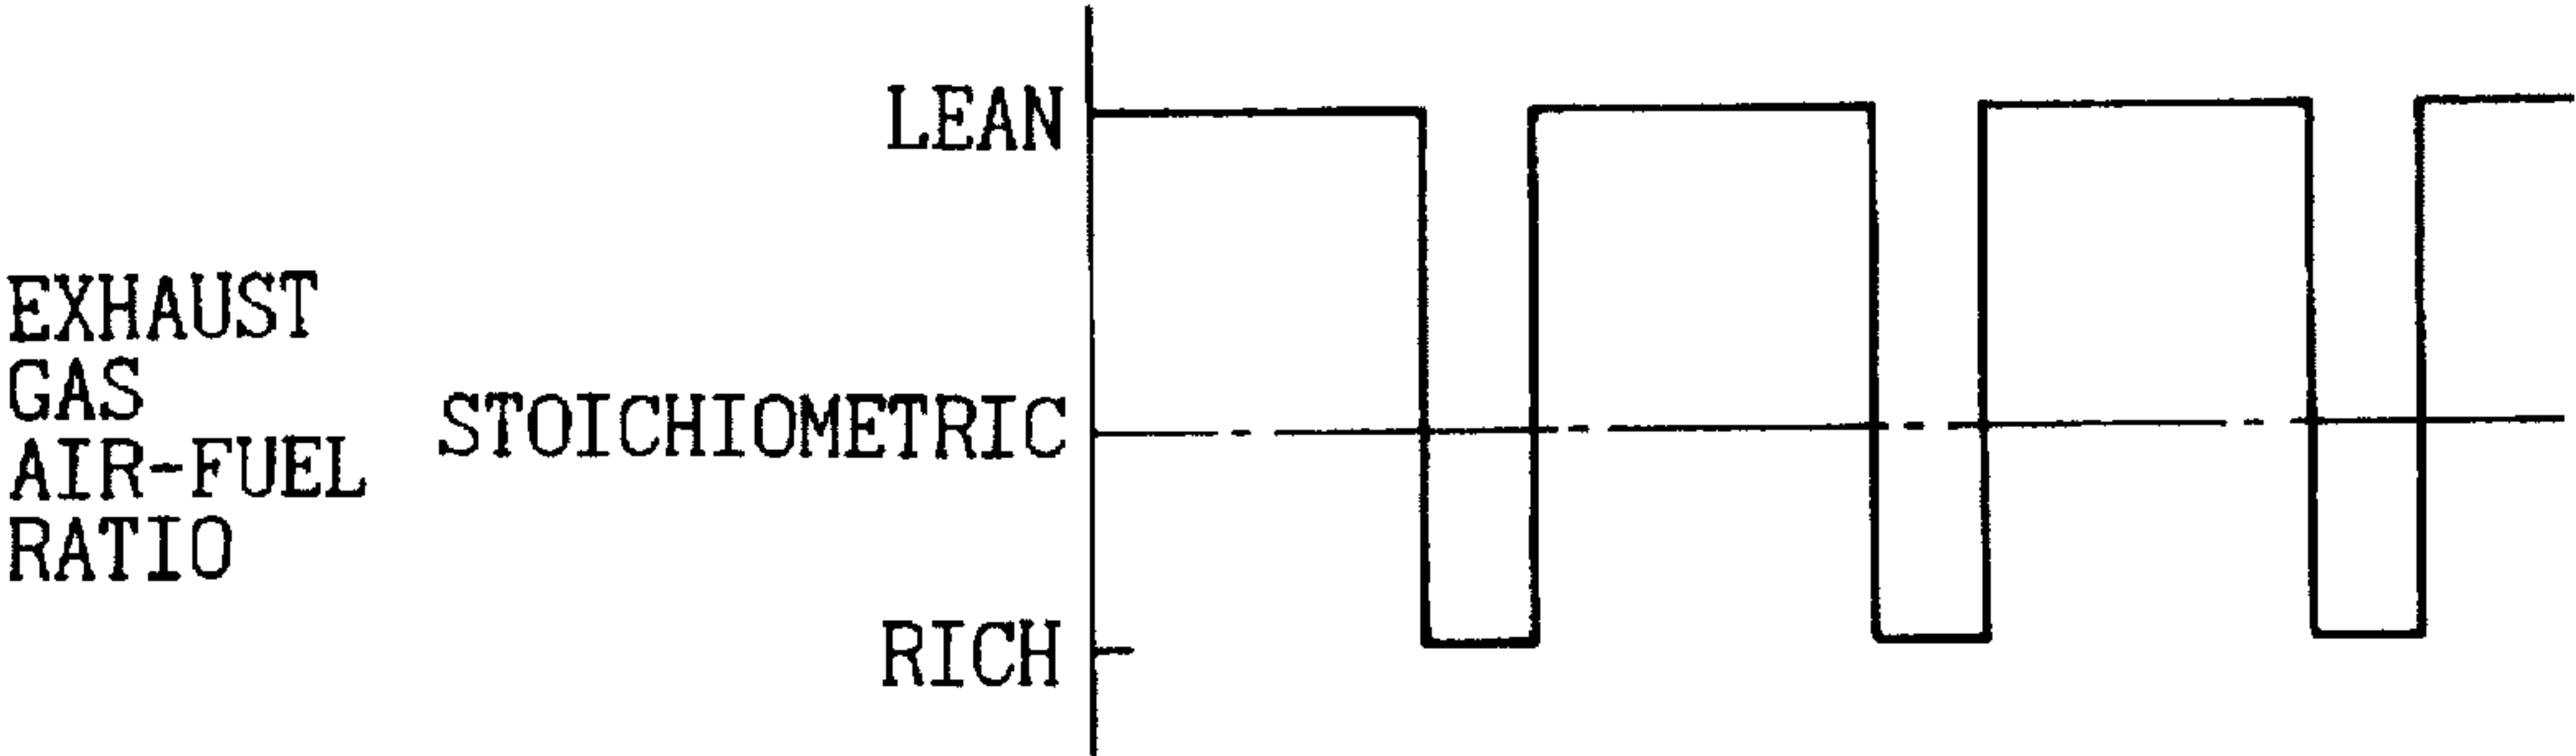 LEAN
EXHAUST
GAS
AIR-FUEL
RATIO
STOICHIOMETRIC
RICH